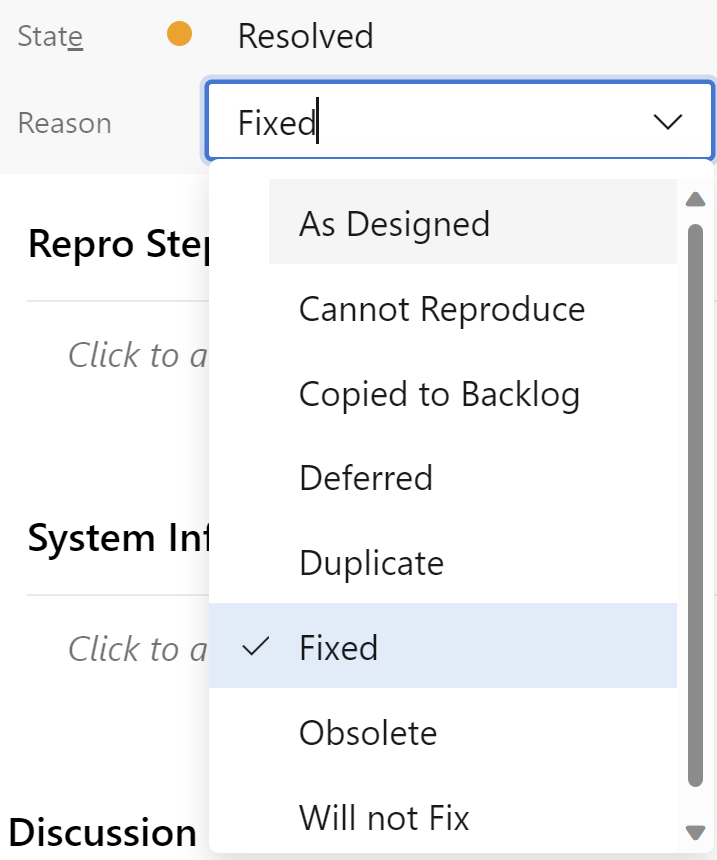 State Resolved
Reason Fixed
As Designed
Repro Step
Cannot Reproduce
Click to a
Copied to Backlog
Deferred
System Inf
Duplicate
Fixed
Click to a
Obsolete
Will not Fix
Discussion